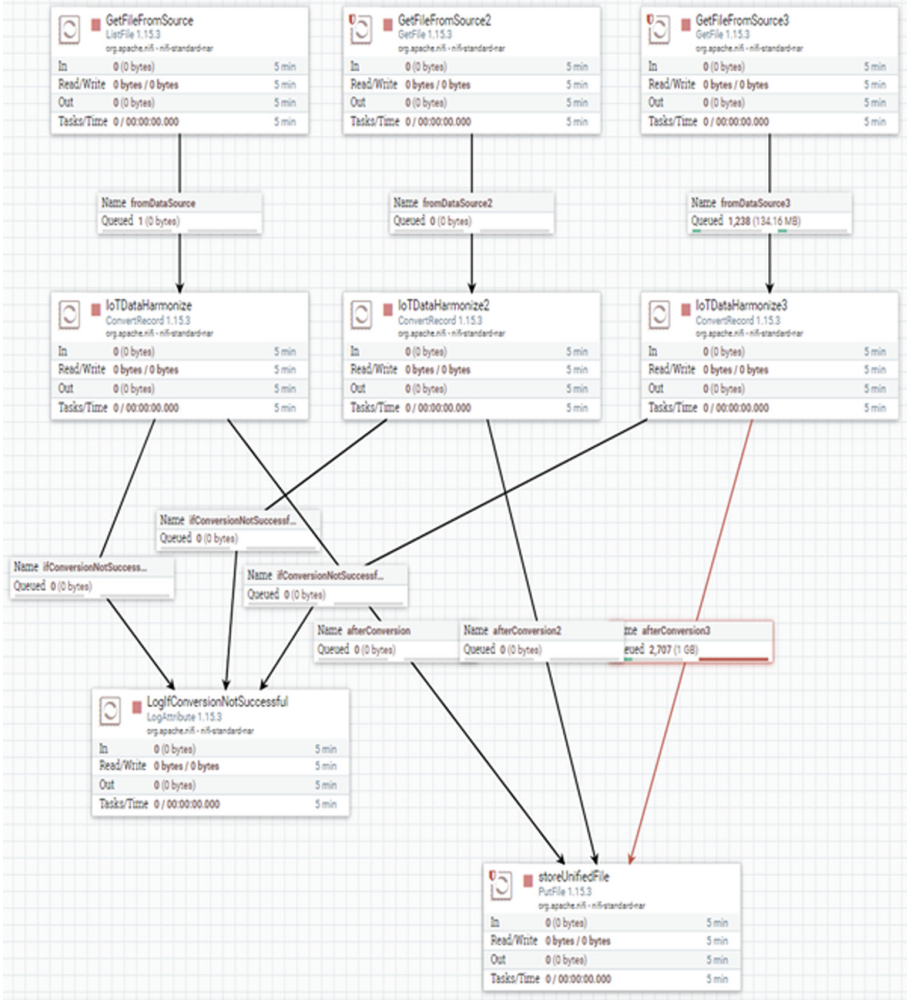 GetFileFromSource
ListFile 1.15.3
org.apache.nifi - nifi-standard-nar
In 0 (0 bytes) 5 min
Read/Write 0 bytes / 0 bytes 5 min
Out 0 (0 bytes) 5 min
Tasks/Time 0 / 00:00:00.000 5 min
GetFileFromSource2
GetFile 1.15.3
org.apache.nifi - nifi-standard-nar
In 0 (0 bytes) 5 min
Read/Write 0 bytes / 0 bytes 5 min
Out 0 (0 bytes) 5 min
Tasks/Time 0 / 00:00:00.000 5 min
GetFileFromSource3
GetFile 1.15.3
org.apache.nifi - nifi-standard-nar
In 0 (0 bytes) 5 min
Read/Write 0 bytes / 0 bytes 5 min
Out 0 (0 bytes) 5 min
Tasks/Time 0 / 00:00:00.000 5 min
Name fromDataSource
Queued 1 (0 bytes)
Name fromDataSource2
Queued 0 (0 bytes)
Name fromDataSource3
Queued 1,238 (134.16 MB)
IoTDataHarmonize
ConvertRecord 1.15.3
org.apache.nifi - nifi-standard-nar
In 0 (0 bytes) 5 min
Read/Write 0 bytes / 0 bytes 5 min
Out 0 (0 bytes) 5 min
Tasks/Time 0 / 00:00:00.000 5 min
IoTDataHarmonize2
ConvertRecord 1.15.3
org.apache.nifi - nifi-standard-nar
In 0 (0 bytes) 5 min
Read/Write 0 bytes / 0 bytes 5 min
Out 0 (0 bytes) 5 min
Tasks/Time 0 / 00:00:00.000 5 min
IoTDataHarmonize3
ConvertRecord 1.15.3
org.apache.nifi - nifi-standard-nar
In 0 (0 bytes) 5 min
Read/Write 0 bytes / 0 bytes 5 min
Out 0 (0 bytes) 5 min
Tasks/Time 0 / 00:00:00.000 5 min
Name ifConversionNotSuccessf...
Queued 0 (0 bytes)
Name ifConversionNotSuccess...
Queued 0 (0 bytes)
Name ifConversionNotSuccessf...
Queued 0 (0 bytes)
Name afterConversion
Queued 0 (0 bytes)
Name afterConversion2
Queued 0 (0 bytes)
me afterConversion3
eued 2,707 (1 GB)
LogIfConversionNotSuccessful
LogAttribute 1.15.3
org.apache.nifi - nifi-standard-nar
In 0 (0 bytes) 5 min
Read/Write 0 bytes / 0 bytes 5 min
Out 0 (0 bytes) 5 min
Tasks/Time 0 / 00:00:00.000 5 min
storeUnifiedFile
PutFile 1.15.3
org.apache.nifi - nifi-standard-nar
In 0 (0 bytes) 5 min
Read/Write 0 bytes / 0 bytes 5 min
Out 0 (0 bytes) 5 min
Tasks/Time 0 / 00:00:00.000 5 min